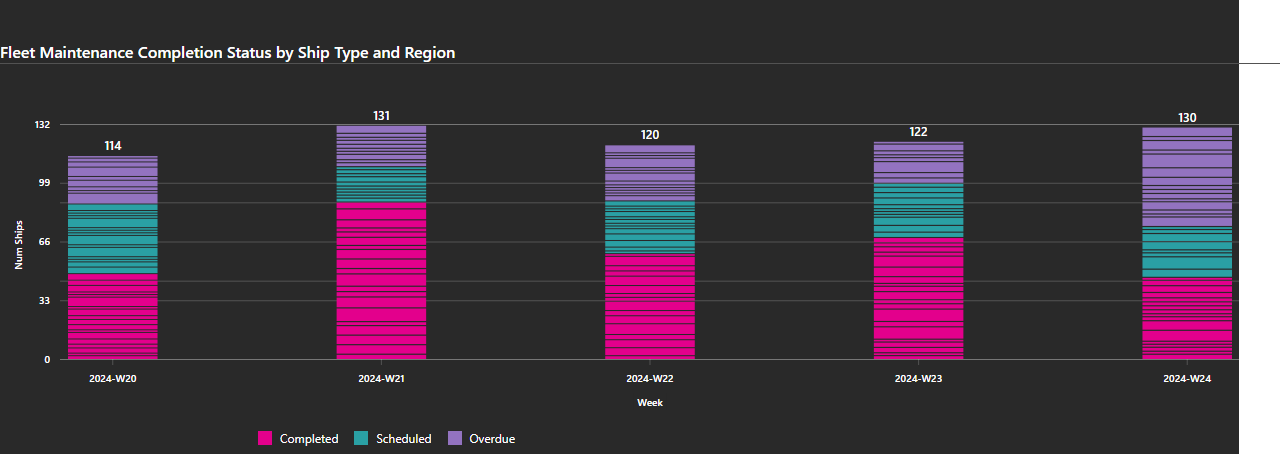 Fleet Maintenance Completion Status by Ship Type and Region
132
99
66
33
0
Num Ships
114
131
120
122
130
2024-W20
2024-W21
2024-W22
2024-W23
2024-W24
Week
Completed
Scheduled
Overdue